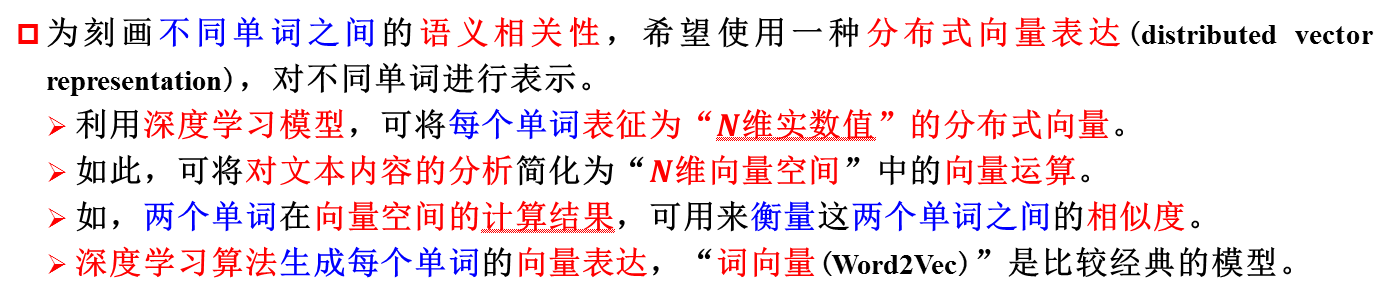 为刻画不同单词之间的语义相关性，希望使用一种分布式向量表达(distributed vector
representation)，对不同单词进行表示。
利用深度学习模型，可将每个单词表征为“N维实数值”的分布式向量。
如此，可将对文本内容的分析简化为“N维向量空间”中的向量运算。
如，两个单词在向量空间的计算结果，可用来衡量这两个单词之间的相似度。
深度学习算法生成每个单词的向量表达，“词向量(Word2Vec)”是比较经典的模型。